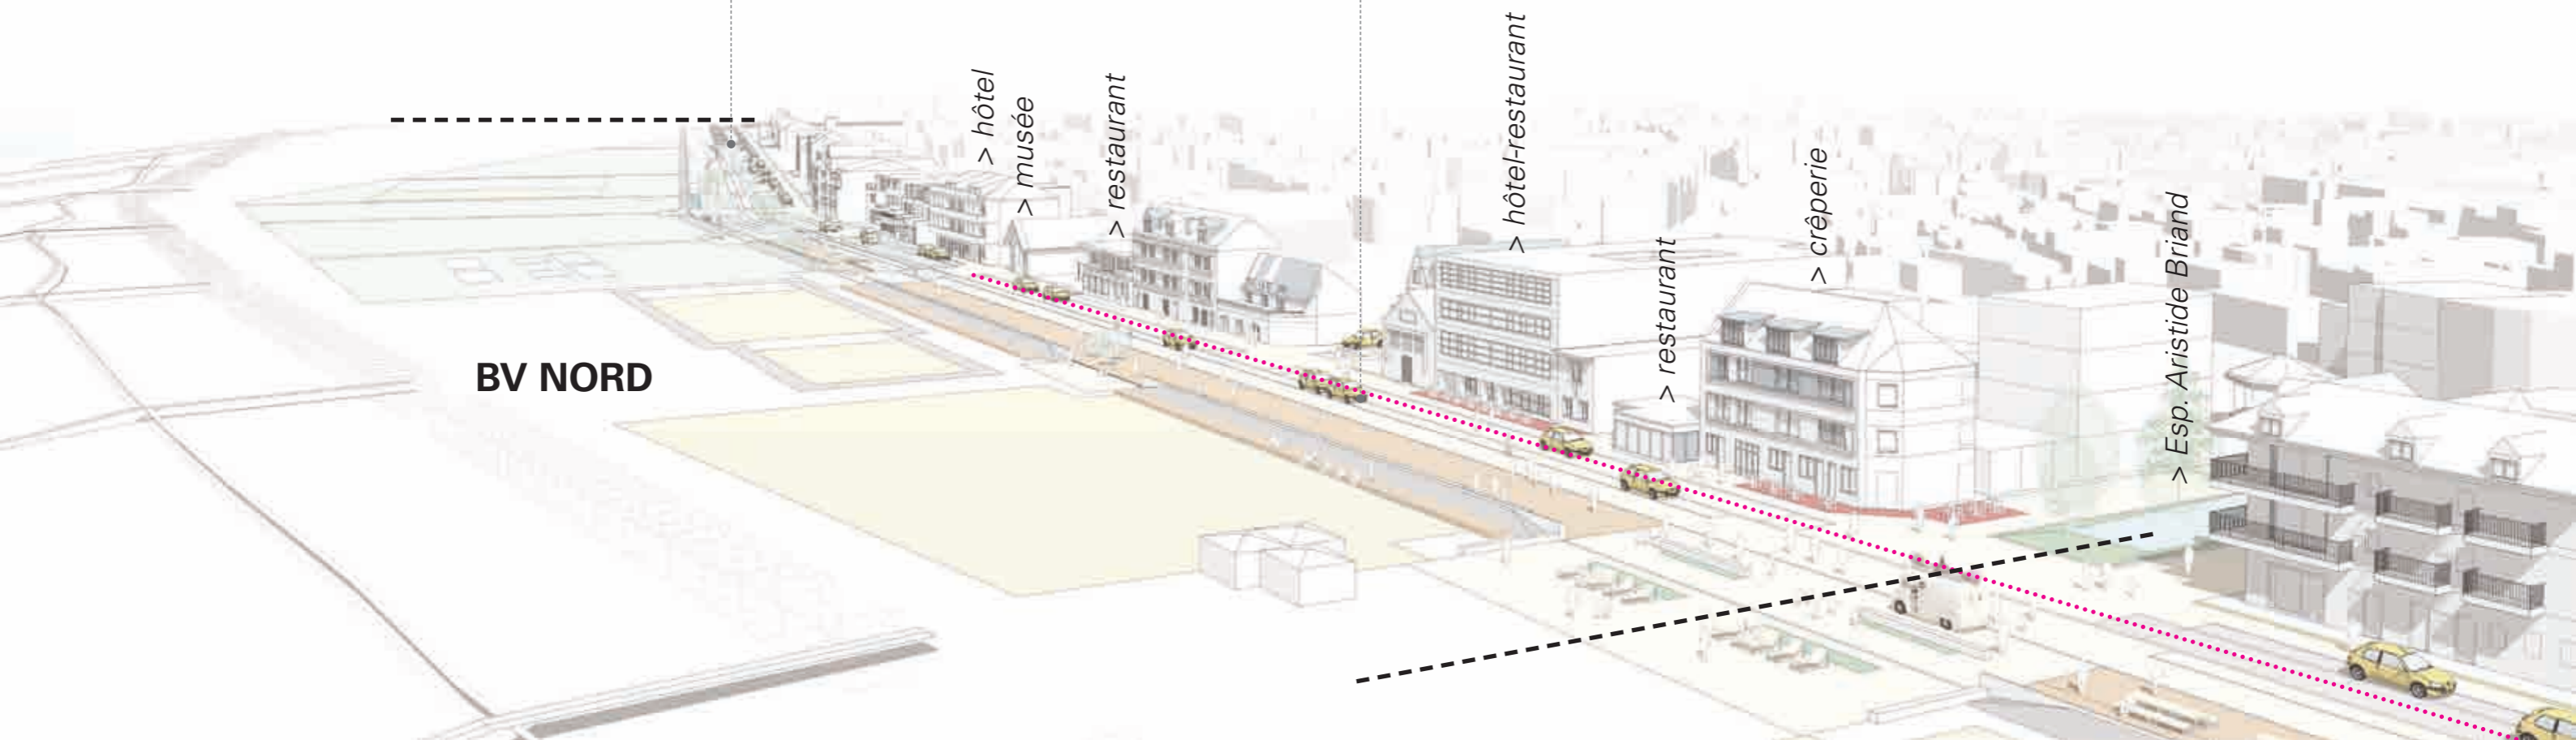 > hôtel
> musée
> restaurant
> hôtel-restaurant
> restaurant
> crêperie
> Esp. Aristide Briand
BV NORD